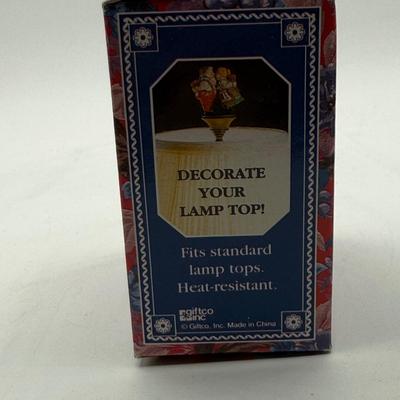 DECORATE
YOUR
LAMP TOP!
Fits standard
lamp tops.
Heat-resistant.
giftco
inc
© Giftco, Inc. Made in China